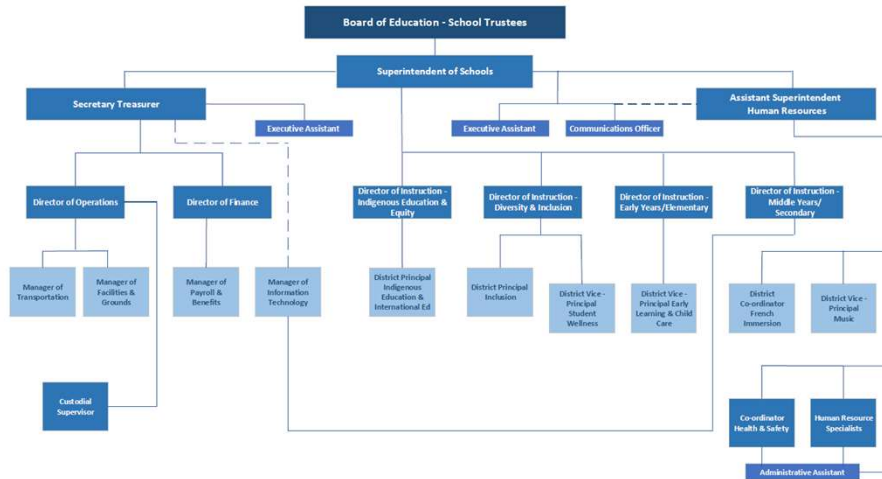 Board of Education - School Trustees
Superintendent of Schools
Secretary Treasurer
Executive Assistant
Executive Assistant
Communications Officer
Assistant Superintendent
Human Resources
Director of Operations
Director of Finance
Director of Instruction -
Indigenous Education &
Equity
Director of Instruction -
Diversity & Inclusion
Director of Instruction -
Early Years/Elementary
Director of Instruction -
Middle Years/
Secondary
Manager of
Transportation
Manager of
Facilities &
Grounds
Manager of
Payroll &
Benefits
Manager of
Information
Technology
District Principal
Indigenous
Education &
International Ed
District Principal
Inclusion
District Vice -
Principal
Student
Wellness
District Vice -
Principal Early
Learning & Child
Care
District
Co-ordinator
French
Immersion
District Vice -
Principal
Music
Custodial
Supervisor
Co-ordinator
Health & Safety
Human Resource
Specialists
Administrative Assistant